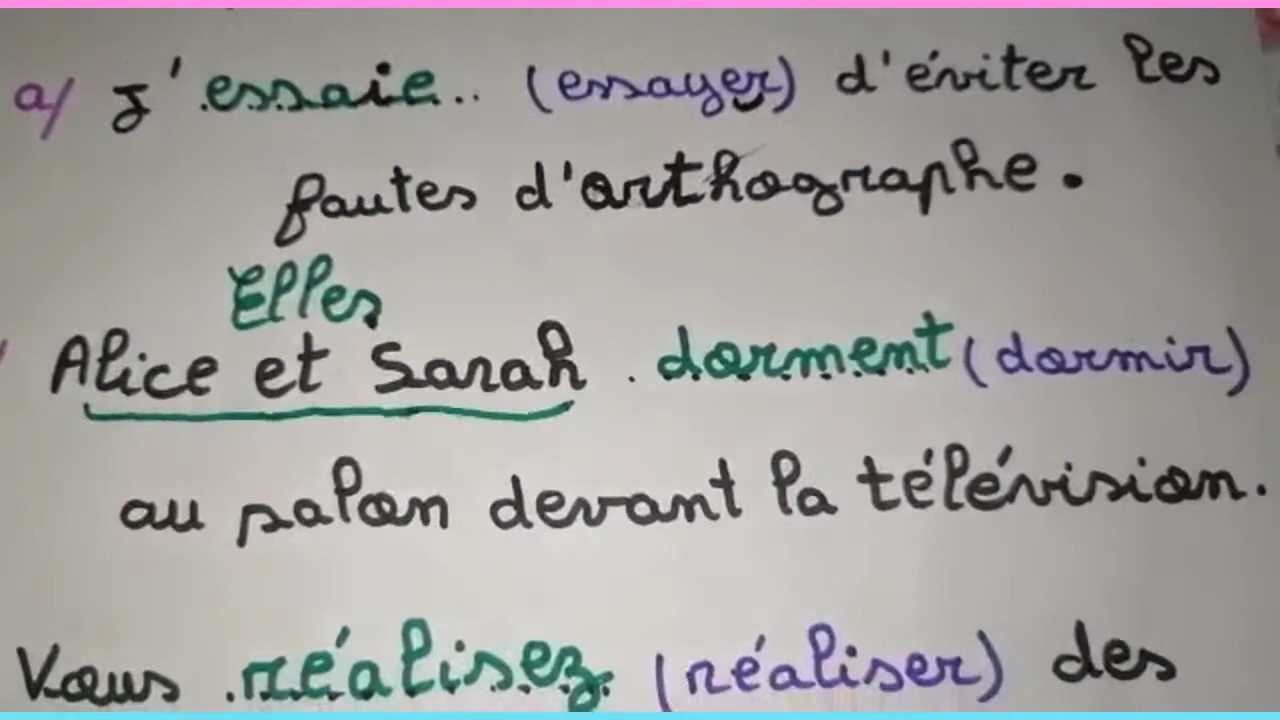 a/ J'essaie.. (essayer) d'éviter les
fautes d'orthographe.
Elles
Alice et Sarah . dorment (dormir)
au salon devant la télévision.
Vous .réalisez. (réaliser) des